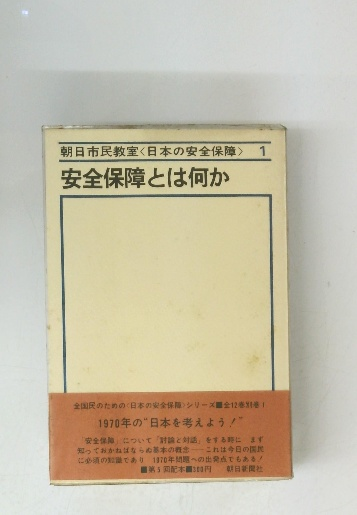 朝日市民教室〈日本の安全保障〉 1
安全保障とは何か
全国民のための〈日本の安全保障〉シリーズ■全12巻別巻1
1970年の“日本を考えよう！”
「安全保障」について「討論と対話」をする時に まず
知っておかねばならぬ基本の概念──これは今日の国民
に必須の知識であり 1970年問題への出発点でもある！
■第5回配本■360円 朝日新聞社